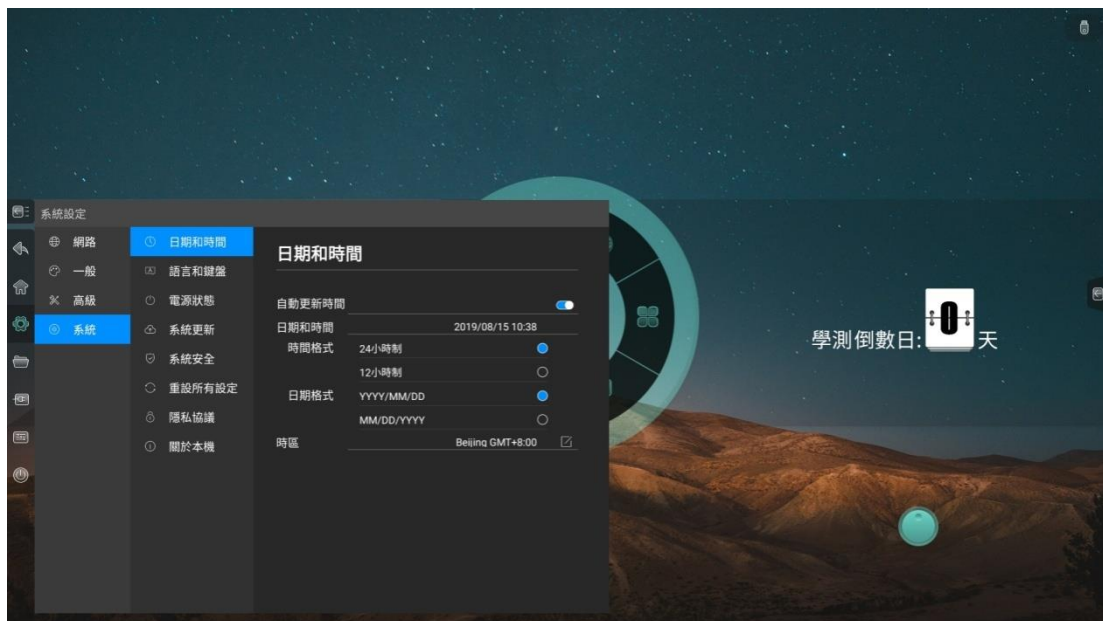 系統設定
網路
一般
高級
系統
日期和時間
語言和鍵盤
電源狀態
系統更新
系統安全
重設所有設定
隱私協議
關於本機
日期和時間
自動更新時間
日期和時間 2019/08/15 10:38
時間格式 24小時制
12小時制
日期格式 YYYY/MM/DD
MM/DD/YYYY
時區 Beijing GMT+8:00
學測倒數日: 0 天